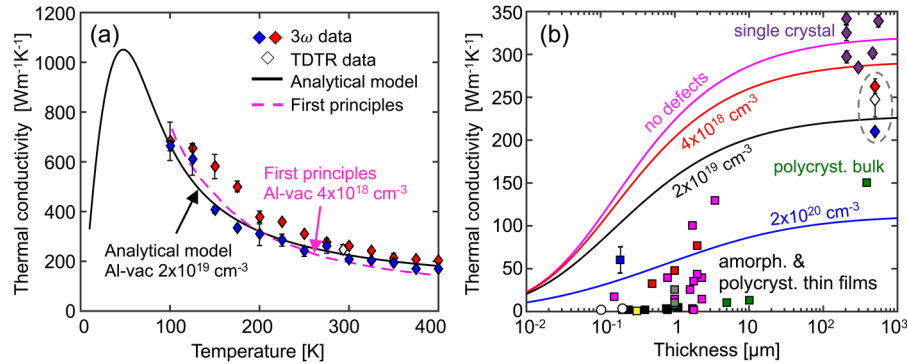 (a)
3ω data
TDTR data
Analytical model
First principles
First principles
Al-vac 4x10¹⁸ cm⁻³
Analytical model
Al-vac 2x10¹⁹ cm⁻³
Thermal conductivity [Wm⁻¹K⁻¹]
1200
1000
800
600
400
200
0
0
100
150
200
250
300
350
400
Temperature [K]
(b)
single crystal
no defects
4x10¹⁸ cm⁻³
2x10¹⁹ cm⁻³
polycryst. bulk
2x10²⁰ cm⁻³
amorph. &
polycryst. thin films
Thermal conductivity [Wm⁻¹K⁻¹]
350
300
250
200
150
100
50
0
10⁻²
10⁻¹
1
10¹
10²
10³
Thickness [µm]